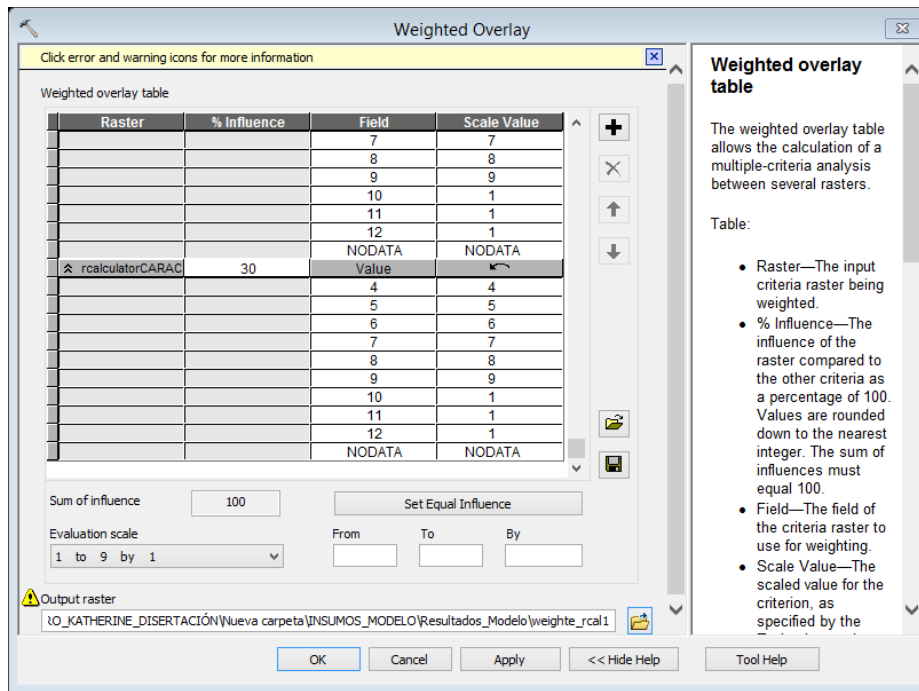 Weighted Overlay
Click error and warning icons for more information
Weighted overlay table
Raster % Influence Field Scale Value
7 7
8 8
9 9
10 1
11 1
12 1
NODATA NODATA
rcalculatorCARAC 30 Value
4 4
5 5
6 6
7 7
8 8
9 9
10 1
11 1
12 1
NODATA NODATA
Sum of influence 100 Set Equal Influence
Evaluation scale From To By
1 to 9 by 1
Output raster
RO_KATHERINE_DISERTACIÓN\Nueva carpeta\INSUMOS_MODELO\Resultados_Modelo\weighte_rcal1
OK Cancel Apply << Hide Help Tool Help
Weighted overlay
table
The weighted overlay table
allows the calculation of a
multiple-criteria analysis
between several rasters.
Table:
• Raster—The input
criteria raster being
weighted.
• % Influence—The
influence of the
raster compared to
the other criteria as
a percentage of 100.
Values are rounded
down to the nearest
integer. The sum of
influences must
equal 100.
• Field—The field of
the criteria raster to
use for weighting.
• Scale Value—The
scaled value for the
criterion, as
specified by the